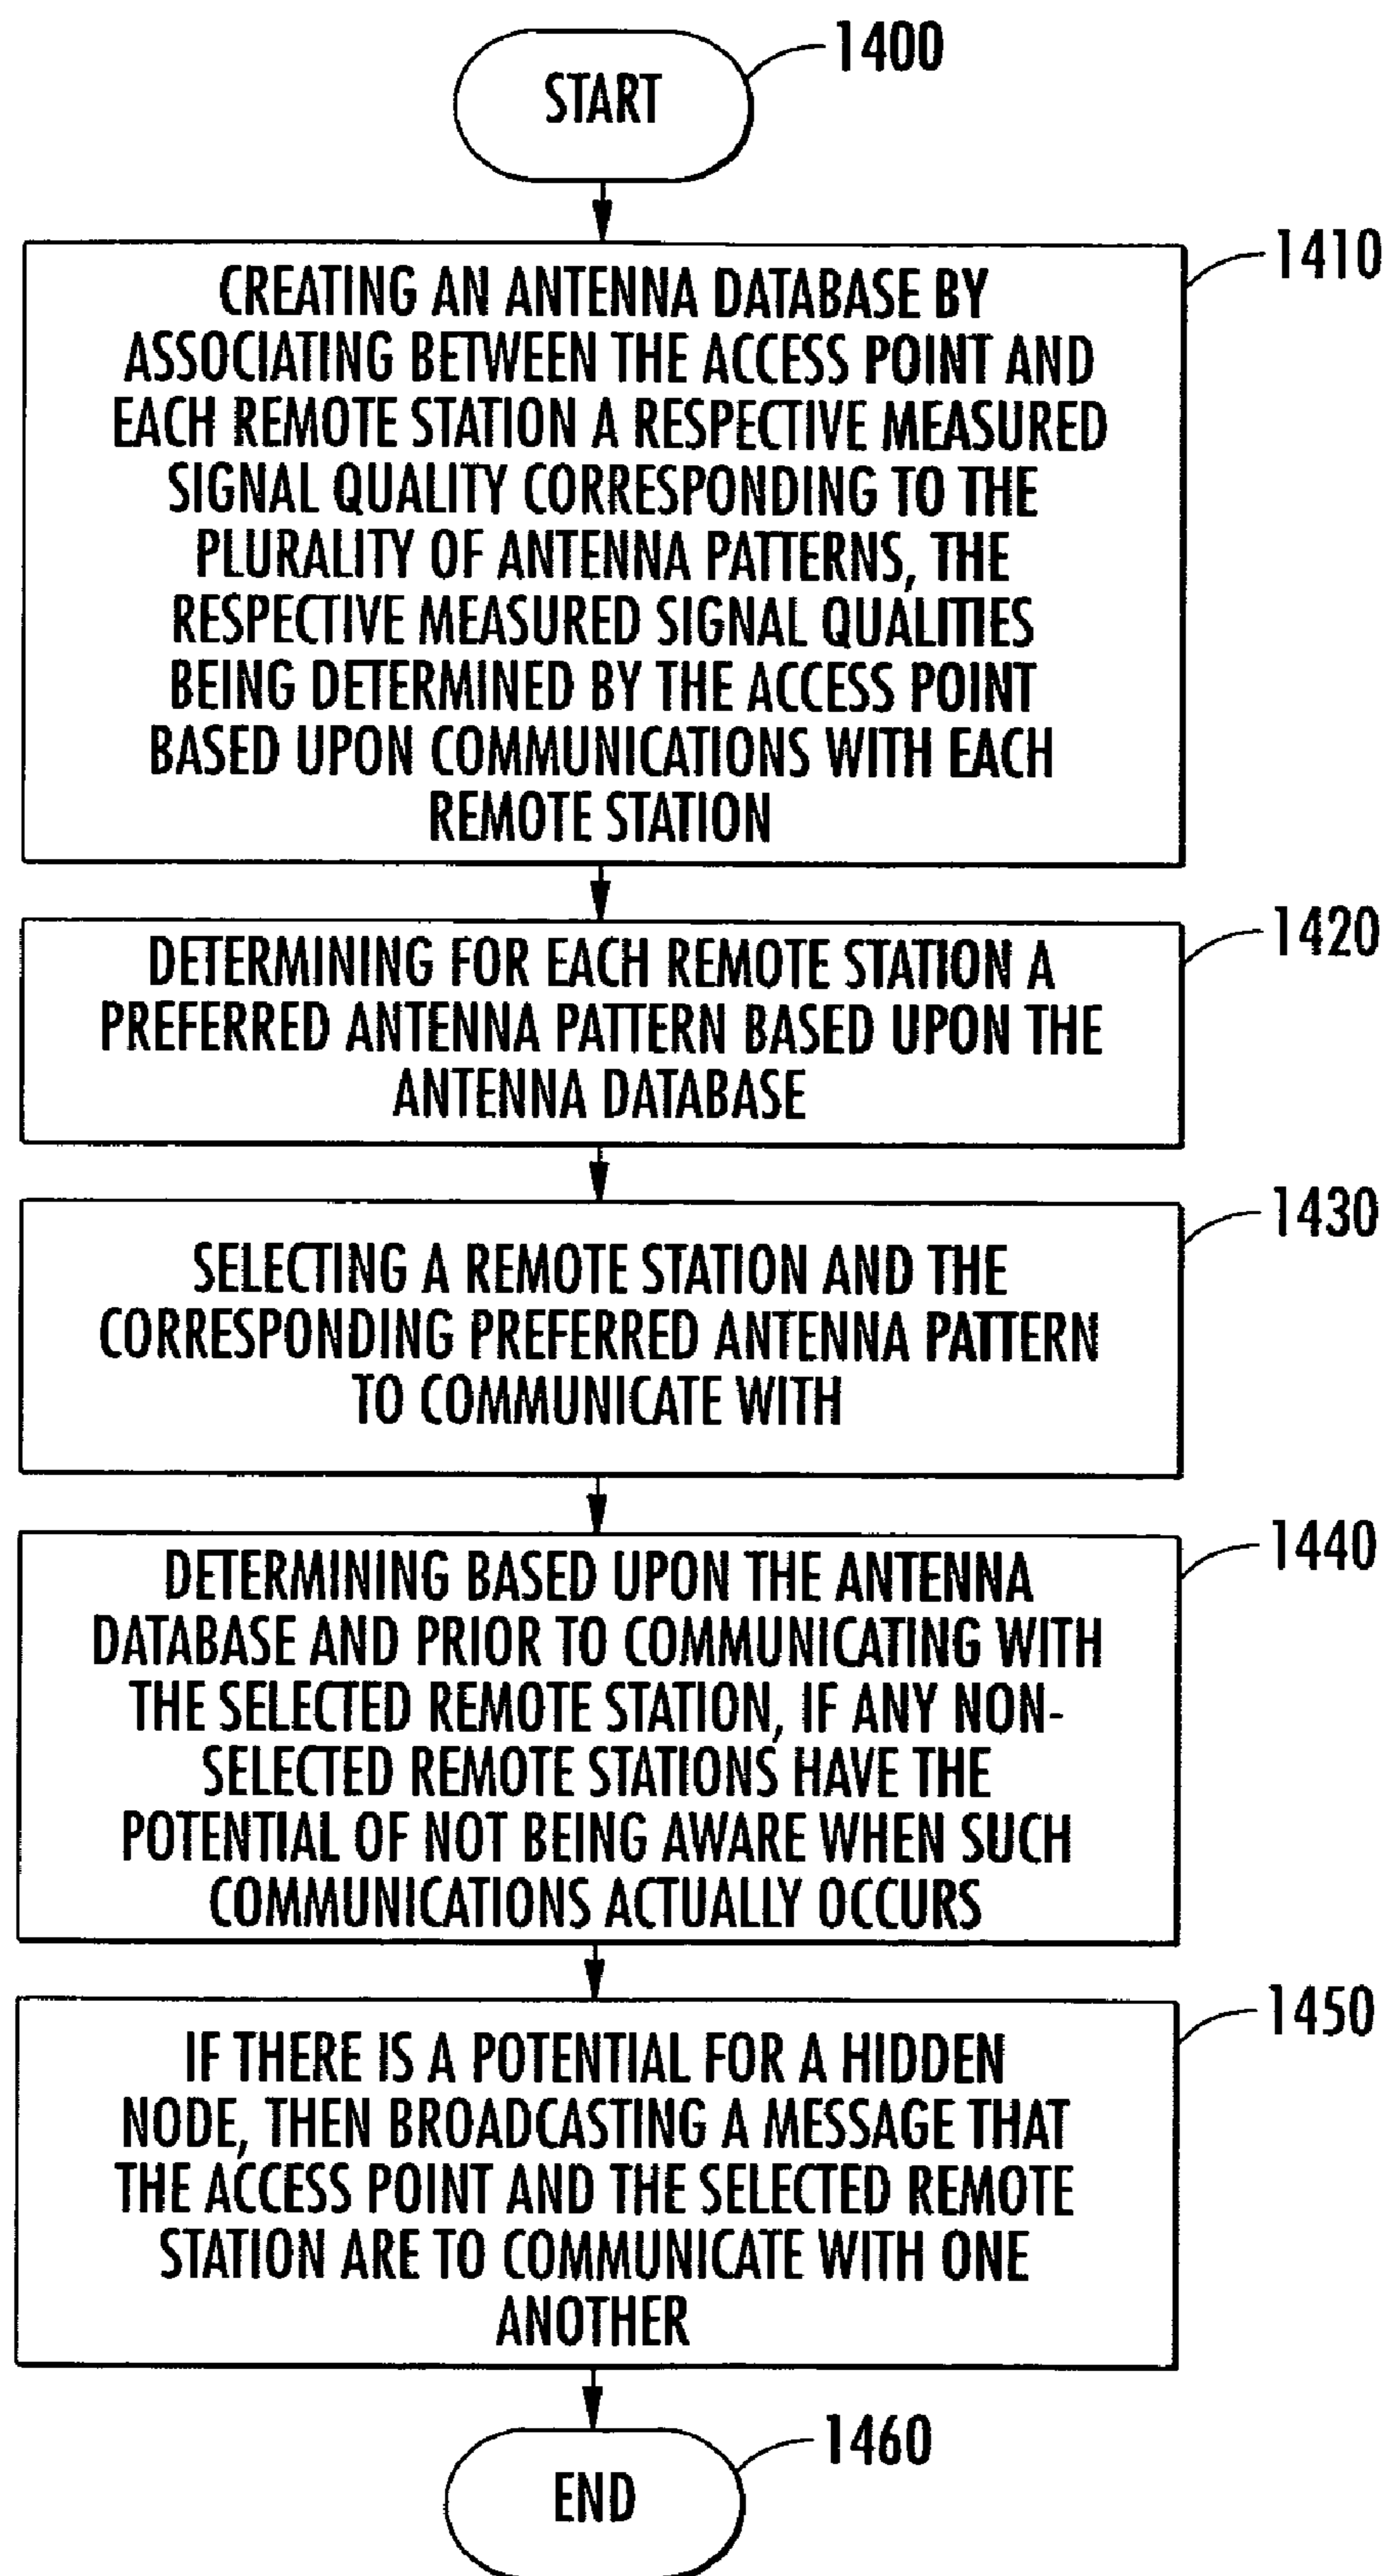 START
1400
CREATING AN ANTENNA DATABASE BY
ASSOCIATING BETWEEN THE ACCESS POINT AND
EACH REMOTE STATION A RESPECTIVE MEASURED
SIGNAL QUALITY CORRESPONDING TO THE
PLURALITY OF ANTENNA PATTERNS, THE
RESPECTIVE MEASURED SIGNAL QUALITIES
BEING DETERMINED BY THE ACCESS POINT
BASED UPON COMMUNICATIONS WITH EACH
REMOTE STATION
1410
DETERMINING FOR EACH REMOTE STATION A
PREFERRED ANTENNA PATTERN BASED UPON THE
ANTENNA DATABASE
1420
SELECTING A REMOTE STATION AND THE
CORRESPONDING PREFERRED ANTENNA PATTERN
TO COMMUNICATE WITH
1430
DETERMINING BASED UPON THE ANTENNA
DATABASE AND PRIOR TO COMMUNICATING WITH
THE SELECTED REMOTE STATION, IF ANY NON-
SELECTED REMOTE STATIONS HAVE THE
POTENTIAL OF NOT BEING AWARE WHEN SUCH
COMMUNICATIONS ACTUALLY OCCURS
1440
IF THERE IS A POTENTIAL FOR A HIDDEN
NODE, THEN BROADCASTING A MESSAGE THAT
THE ACCESS POINT AND THE SELECTED REMOTE
STATION ARE TO COMMUNICATE WITH ONE
ANOTHER
1450
END
1460